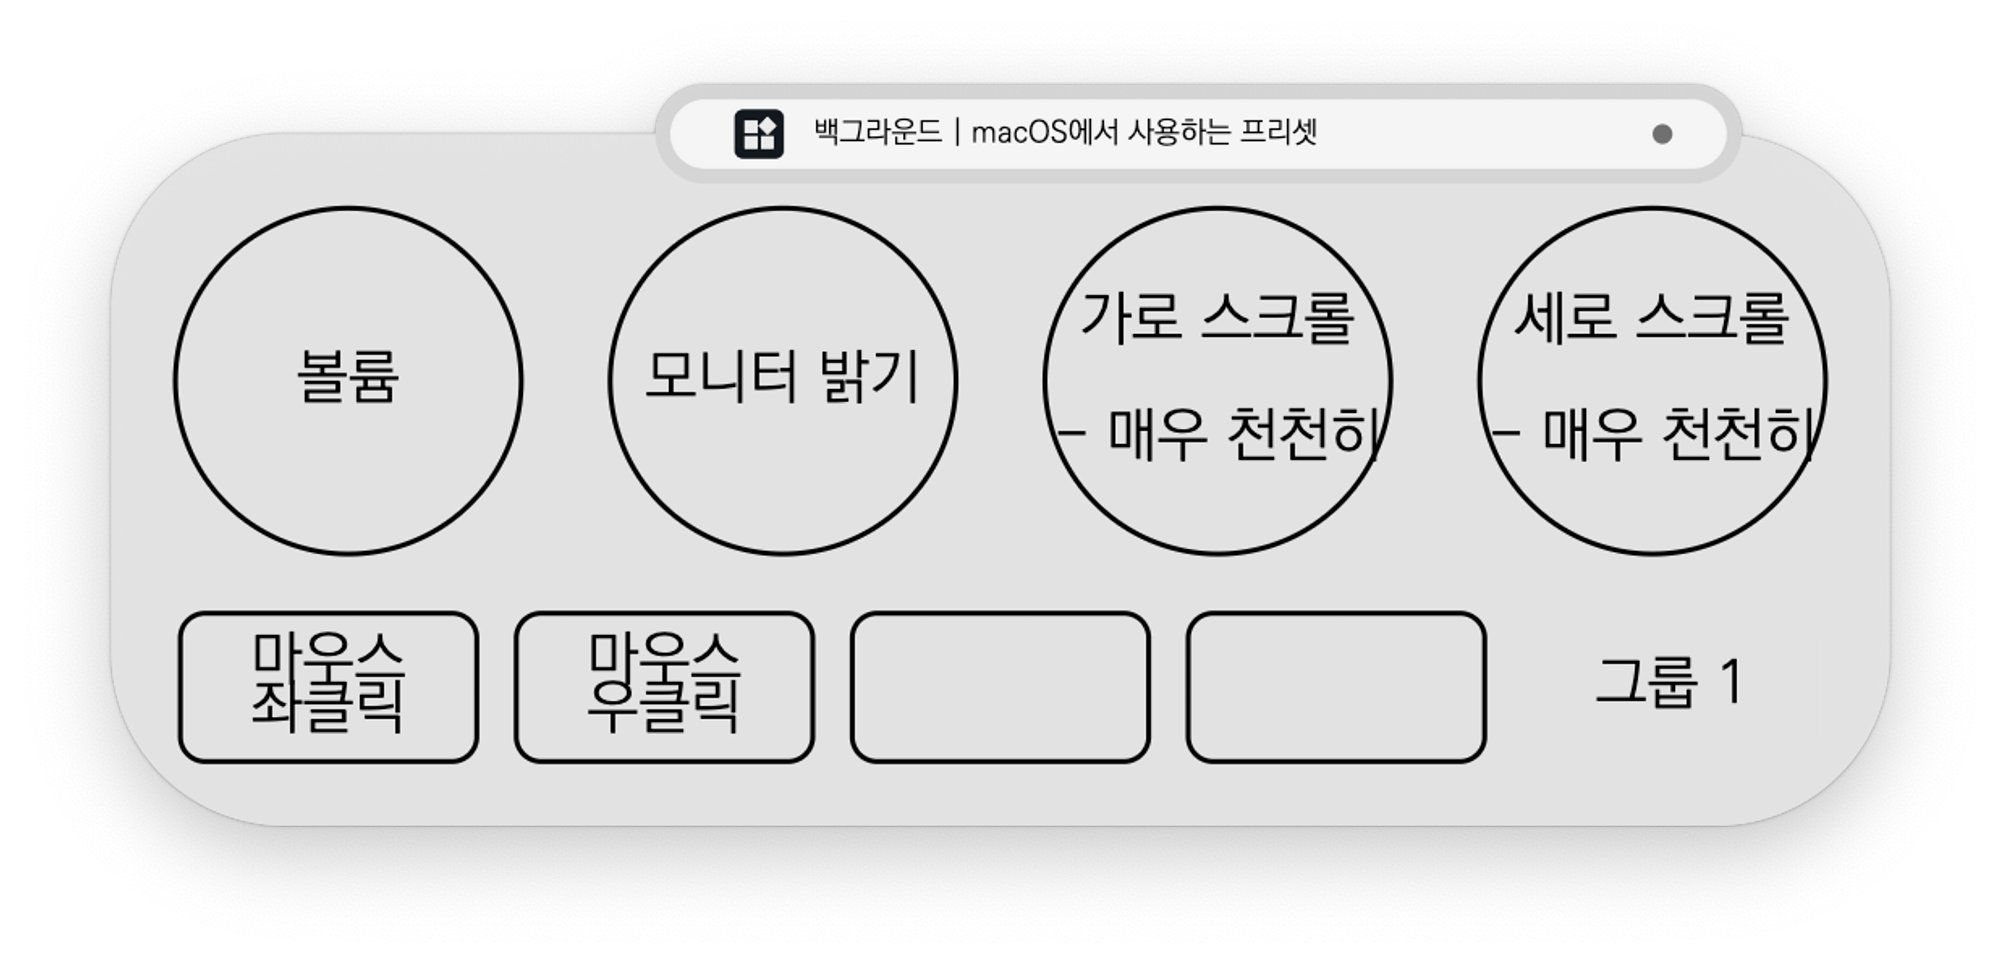 백그라운드 | macOS에서 사용하는 프리셋
볼륨
모니터 밝기
가로 스크롤
- 매우 천천히
세로 스크롤
- 매우 천천히
마우스
좌클릭
마우스
우클릭
그룹 1